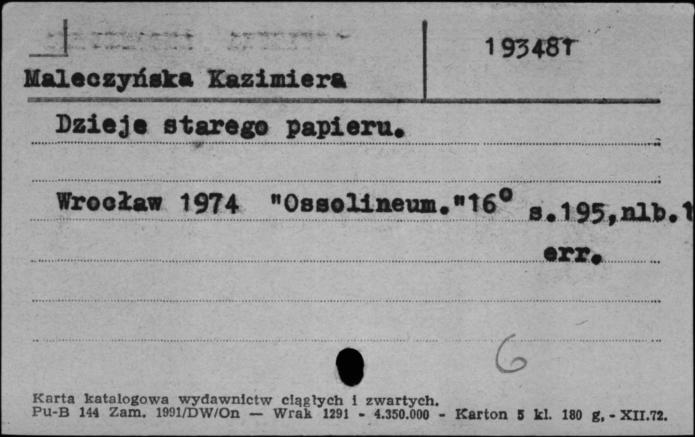 193481
Maleczyńska Kazimiera
Dzieje starego papieru.
Wrocław 1974 "Ossolineum." 16° s.195,nlb.1
err.
6
Karta katalogowa wydawnictw ciągłych i zwartych.
Pu-B 144 Zam. 1991/DW/On — Wrak 1291 - 4.350.000 - Karton 5 kl. 180 g. - XII.72.